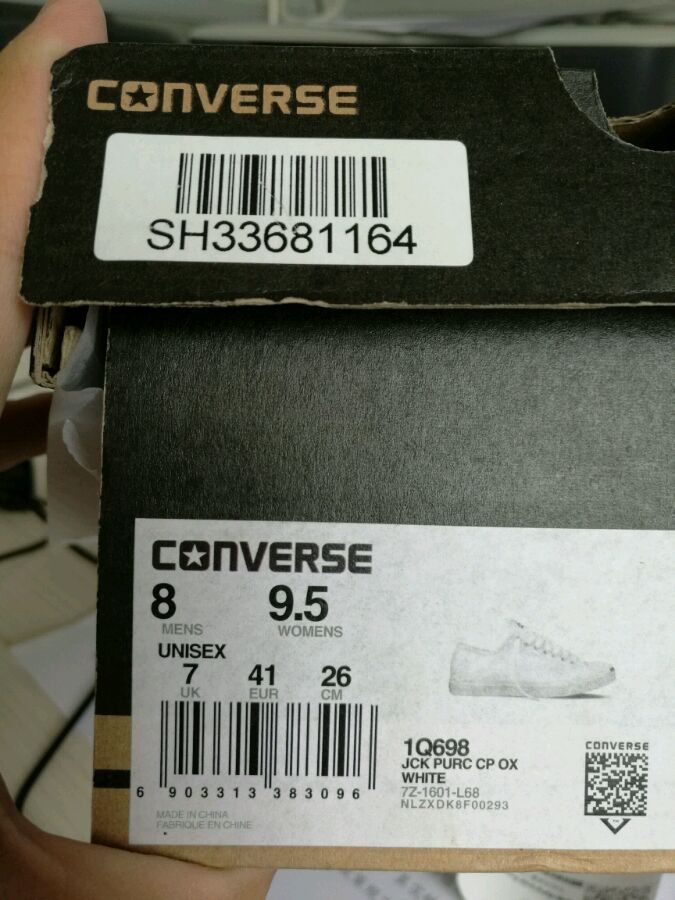 CONVERSE
SH33681164
CONVERSE
8 9.5
MENS WOMENS
UNISEX
7 41 26
UK EUR CM
6 903313 383096
1Q698
JCK PURC CP OX
WHITE
7Z-1601-L68
NLZXDK8F00293
CONVERSE
MADE IN CHINA
FABRIQUE EN CHINE